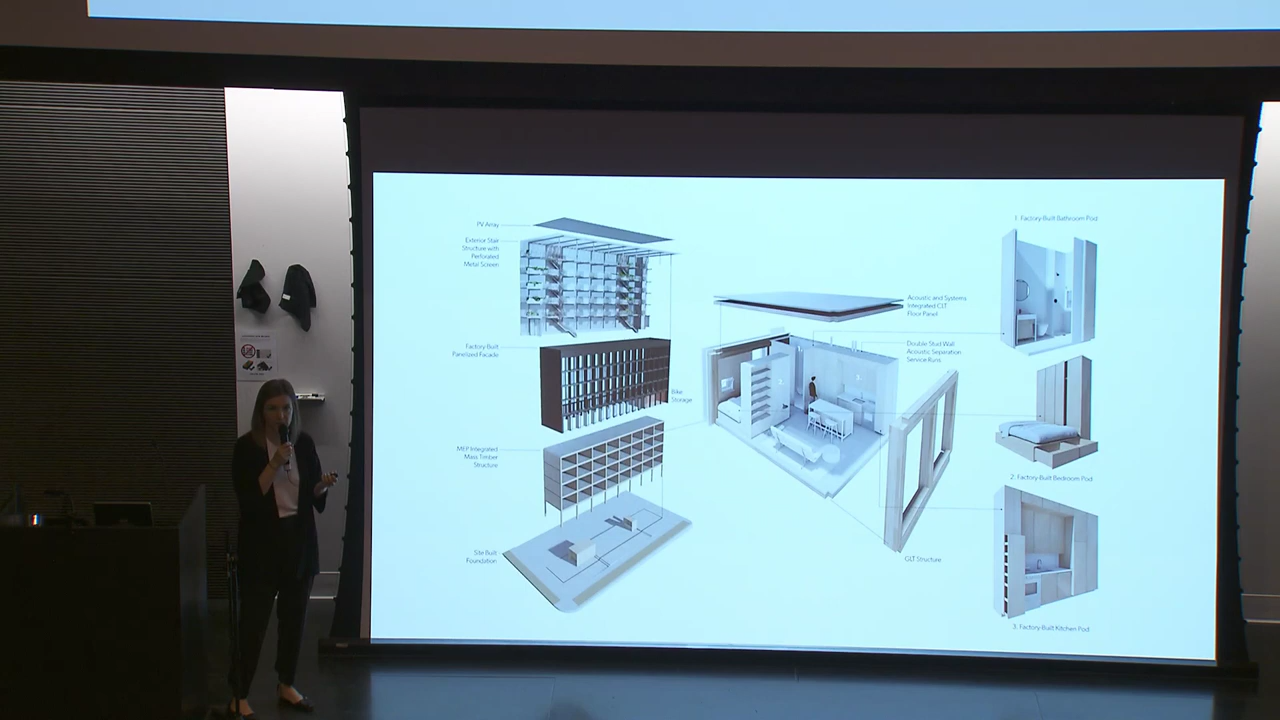 PV Array
Exterior Stair
Structure with
Perforated
Metal Screen
Factory-Built
Panelized Facade
Bike
Storage
MEP Integrated
Mass Timber
Structure
Site Built
Foundation
Acoustic and Systems
Integrated CLT
Floor Panel
Double Stud Wall
Acoustic Separation
Service Runs
GLT Structure
1. Factory-Built Bathroom Pod
2. Factory-Built Bedroom Pod
3. Factory-Built Kitchen Pod